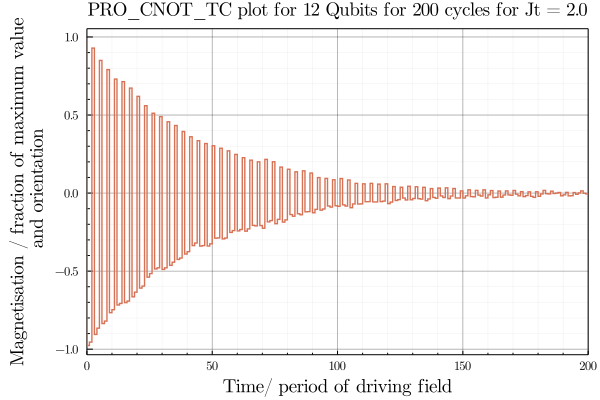 PRO_CNOT_TC plot for 12 Qubits for 200 cycles for Jt = 2.0
Magnetisation / fraction of maximum value
and orientation
1.0
0.5
0.0
−0.5
−1.0
0
50
100
150
200
Time/ period of driving field